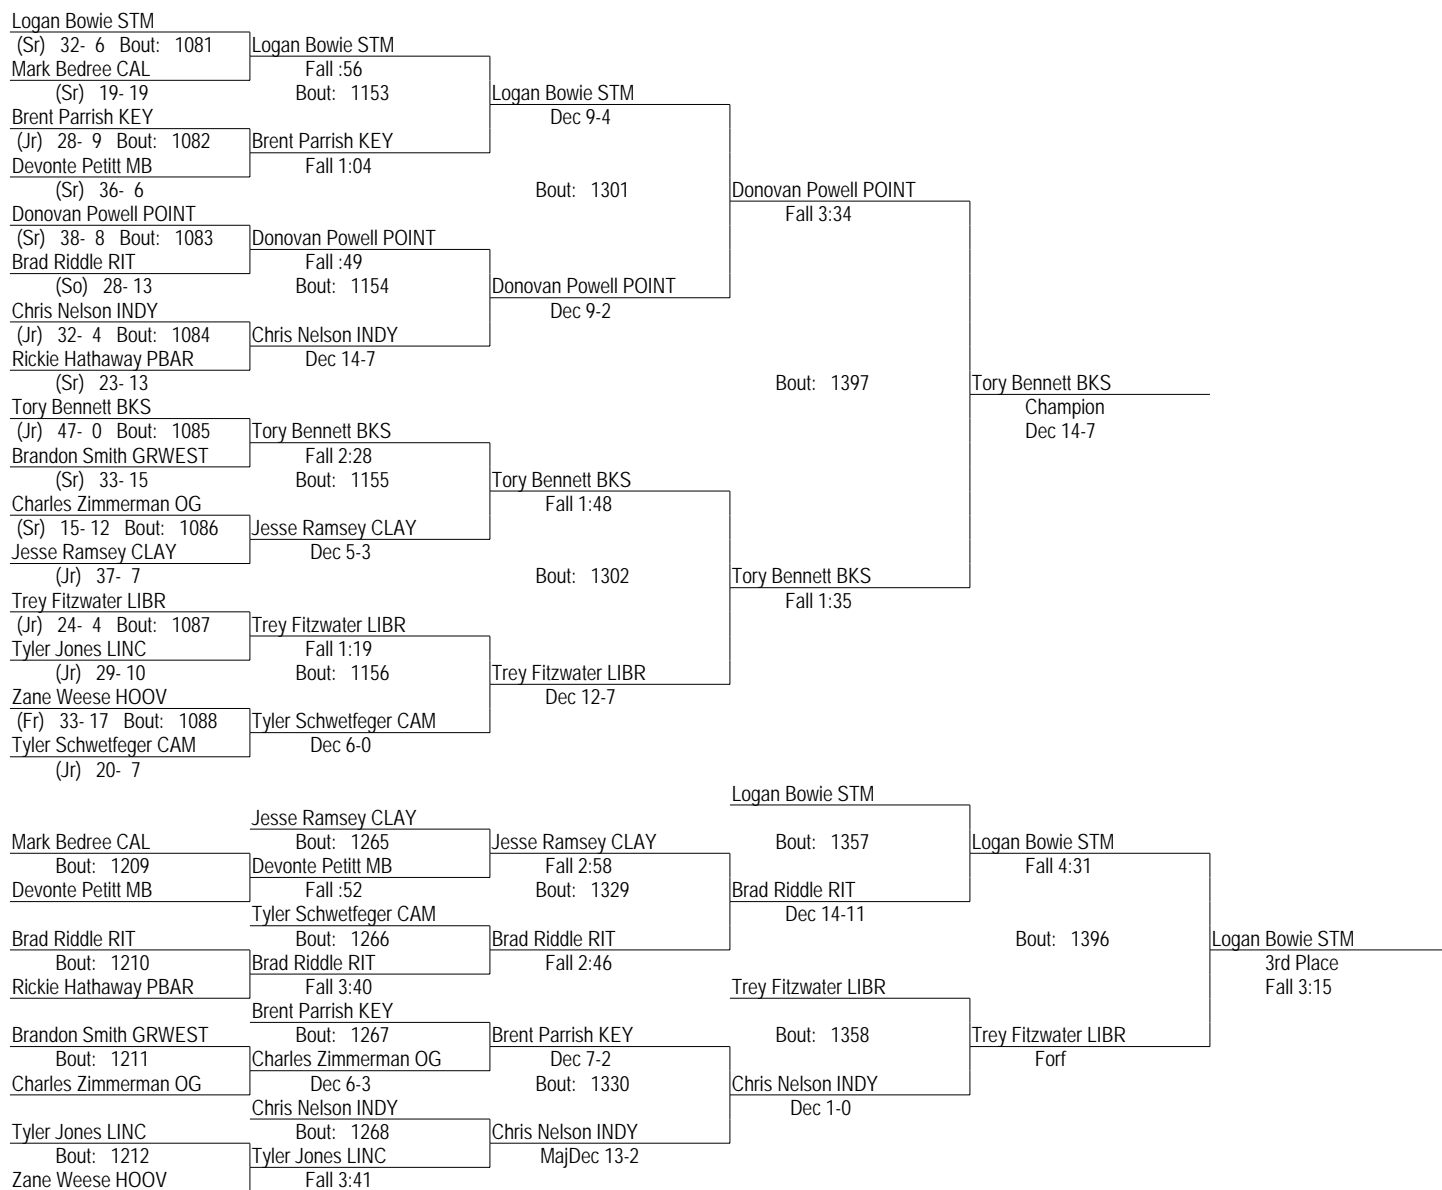 Logan Bowie STM
(Sr) 32- 6 Bout: 1081 Logan Bowie STM
Mark Bedree CAL Fall :56
(Sr) 19- 19 Bout: 1153 Logan Bowie STM
Brent Parrish KEY Dec 9-4
(Jr) 28- 9 Bout: 1082 Brent Parrish KEY
Devonte Petitt MB Fall 1:04
(Sr) 36- 6 Bout: 1301 Donovan Powell POINT
Donovan Powell POINT Fall 3:34
(Sr) 38- 8 Bout: 1083 Donovan Powell POINT
Brad Riddle RIT Fall :49
(So) 28- 13 Bout: 1154 Donovan Powell POINT
Chris Nelson INDY Dec 9-2
(Jr) 32- 4 Bout: 1084 Chris Nelson INDY
Rickie Hathaway PBAR Dec 14-7
(Sr) 23- 13 Bout: 1397 Tory Bennett BKS
Tory Bennett BKS Champion
(Jr) 47- 0 Bout: 1085 Tory Bennett BKS Dec 14-7
Brandon Smith GRWEST Fall 2:28
(Sr) 33- 15 Bout: 1155 Tory Bennett BKS
Charles Zimmerman OG Fall 1:48
(Sr) 15- 12 Bout: 1086 Jesse Ramsey CLAY
Jesse Ramsey CLAY Dec 5-3
(Jr) 37- 7 Bout: 1302 Tory Bennett BKS
Trey Fitzwater LIBR Fall 1:35
(Jr) 24- 4 Bout: 1087 Trey Fitzwater LIBR
Tyler Jones LINC Fall 1:19
(Jr) 29- 10 Bout: 1156 Trey Fitzwater LIBR
Zane Weese HOOV Dec 12-7
(Fr) 33- 17 Bout: 1088 Tyler Schwetfeger CAM
Tyler Schwetfeger CAM Dec 6-0
(Jr) 20- 7
Logan Bowie STM
Jesse Ramsey CLAY
Mark Bedree CAL Bout: 1265 Jesse Ramsey CLAY Bout: 1357 Logan Bowie STM
Bout: 1209 Devonte Petitt MB Fall 2:58 Fall 4:31
Devonte Petitt MB Fall :52 Bout: 1329 Brad Riddle RIT
Tyler Schwetfeger CAM Dec 14-11
Brad Riddle RIT Bout: 1266 Brad Riddle RIT Bout: 1396 Logan Bowie STM
Bout: 1210 Brad Riddle RIT Fall 2:46 3rd Place
Rickie Hathaway PBAR Fall 3:40 Trey Fitzwater LIBR Fall 3:15
Brent Parrish KEY
Brandon Smith GRWEST Bout: 1267 Brent Parrish KEY Bout: 1358 Trey Fitzwater LIBR
Bout: 1211 Charles Zimmerman OG Dec 7-2 Forf
Charles Zimmerman OG Dec 6-3 Bout: 1330 Chris Nelson INDY
Chris Nelson INDY Dec 1-0
Tyler Jones LINC Bout: 1268 Chris Nelson INDY
Bout: 1212 Tyler Jones LINC MajDec 13-2
Zane Weese HOOV Fall 3:41